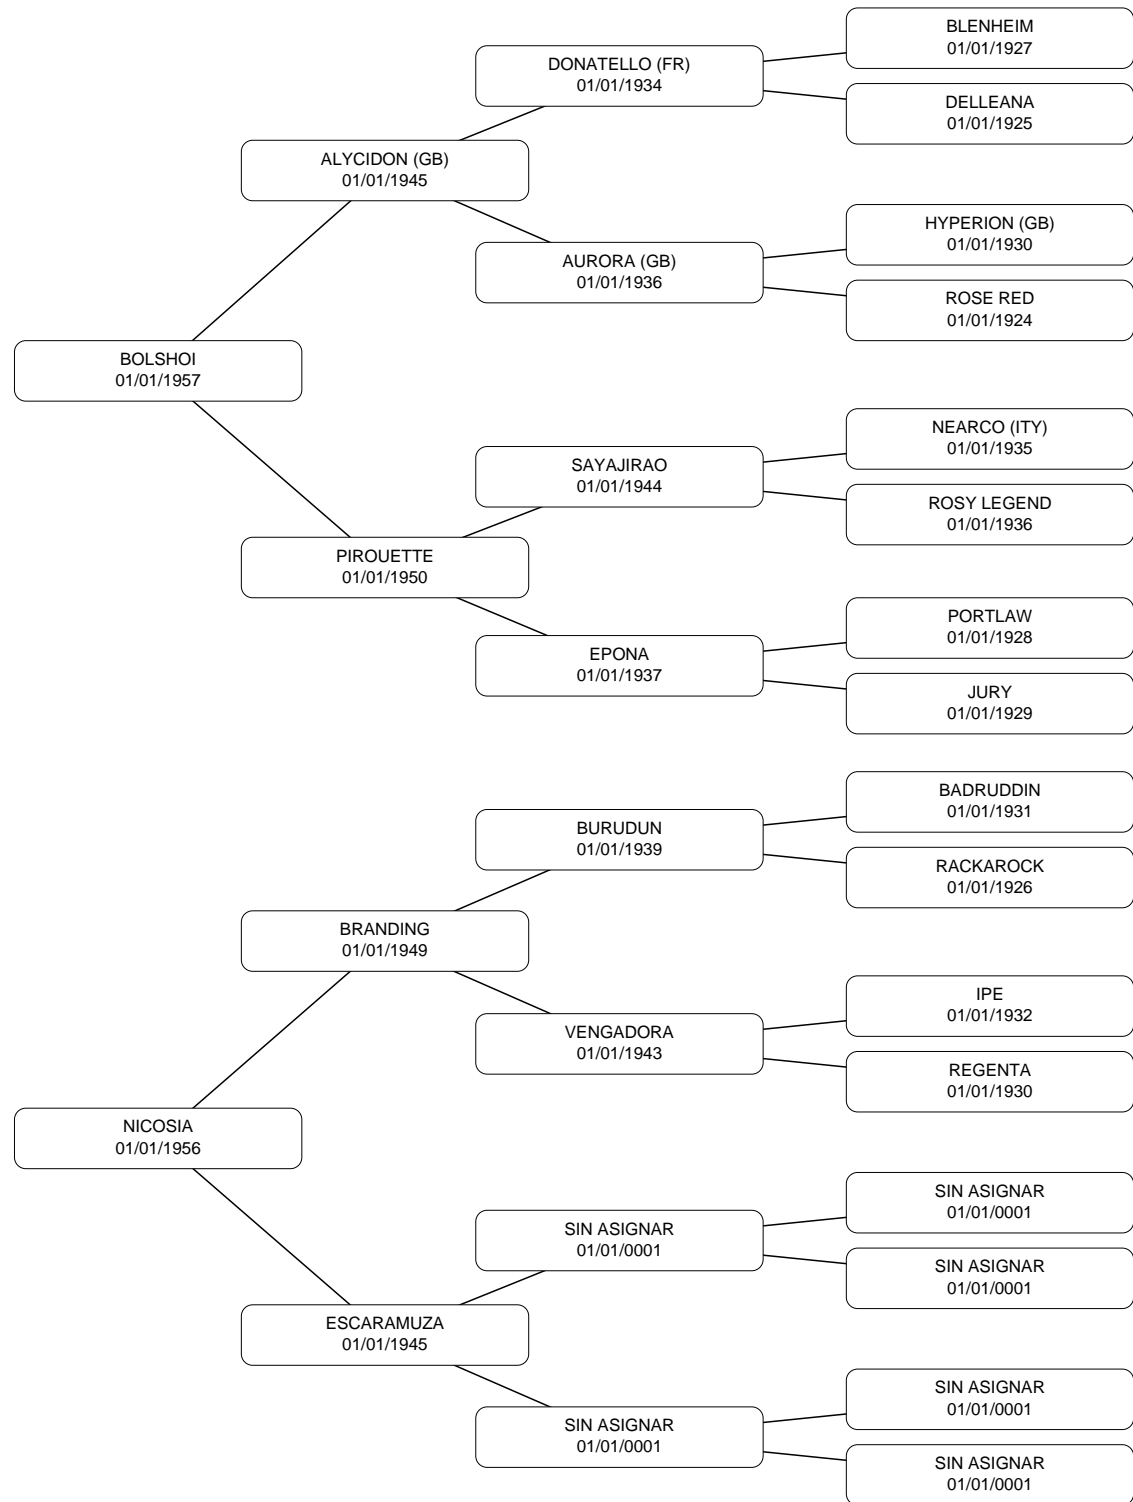 BLENHEIM
01/01/1927
DONATELLO (FR)
01/01/1934
DELLEANA
01/01/1925
ALYCIDON (GB)
01/01/1945
HYPERION (GB)
01/01/1930
AURORA (GB)
01/01/1936
ROSE RED
01/01/1924
BOLSHOI
01/01/1957
NEARCO (ITY)
01/01/1935
SAYAJIRAO
01/01/1944
ROSY LEGEND
01/01/1936
PIROUETTE
01/01/1950
PORTLAW
01/01/1928
EPONA
01/01/1937
JURY
01/01/1929
BADRUDDIN
01/01/1931
BURUDUN
01/01/1939
RACKAROCK
01/01/1926
BRANDING
01/01/1949
IPE
01/01/1932
VENGADORA
01/01/1943
REGENTA
01/01/1930
NICOSIA
01/01/1956
SIN ASIGNAR
01/01/0001
SIN ASIGNAR
01/01/0001
SIN ASIGNAR
01/01/0001
ESCARAMUZA
01/01/1945
SIN ASIGNAR
01/01/0001
SIN ASIGNAR
01/01/0001
SIN ASIGNAR
01/01/0001